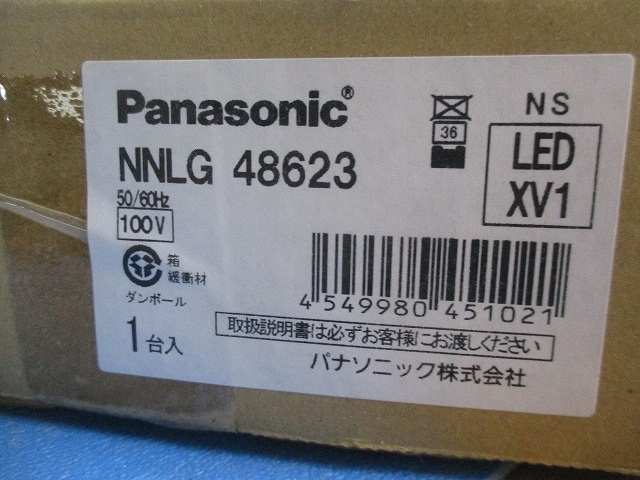 Panasonic®
NNLG 48623
50/60Hz
100V
箱
緩衝材
ダンボール
1台入
36
NS
LED
XV1
4 549980 451021
取扱説明書は必ずお客様にお渡しください
パナソニック株式会社